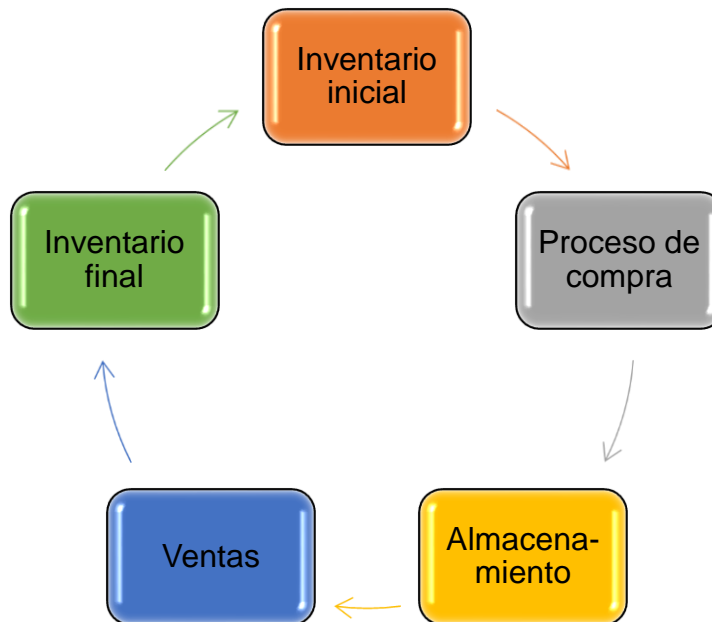 Inventario
inicial
Proceso de
compra
Almacena-
miento
Ventas
Inventario
final